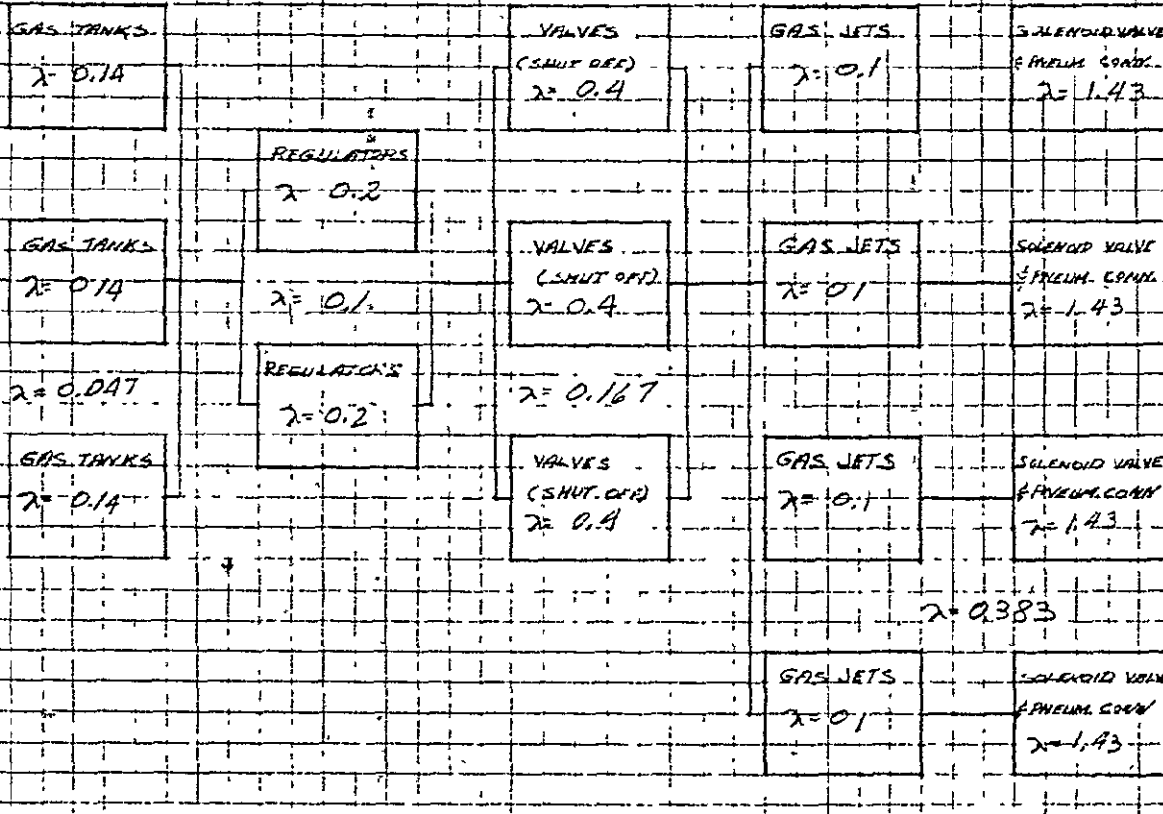 GAS TANKS
λ= 0.14
GAS TANKS
λ= 0.14
λ= 0.047
GAS TANKS
λ= 0.14
REGULATORS
λ= 0.2
λ= 0.1
REGULATORS
λ= 0.2
VALVES
(SHUT OFF)
λ= 0.4
VALVES
(SHUT OFF)
λ= 0.4
λ= 0.167
VALVES
(SHUT OFF)
λ= 0.4
GAS JETS
λ= 0.1
GAS JETS
λ= 0.1
GAS JETS
λ= 0.1
GAS JETS
λ= 0.1
SOLENOID VALVE
& PNEUM. CONN.
λ= 1.43
SOLENOID VALVE
& PNEUM. CONN.
λ= 1.43
SOLENOID VALVE
& PNEUM. CONN
λ= 1.43
λ= 0.383
SOLENOID VALVE
& PNEUM. CONN
λ= 1.43